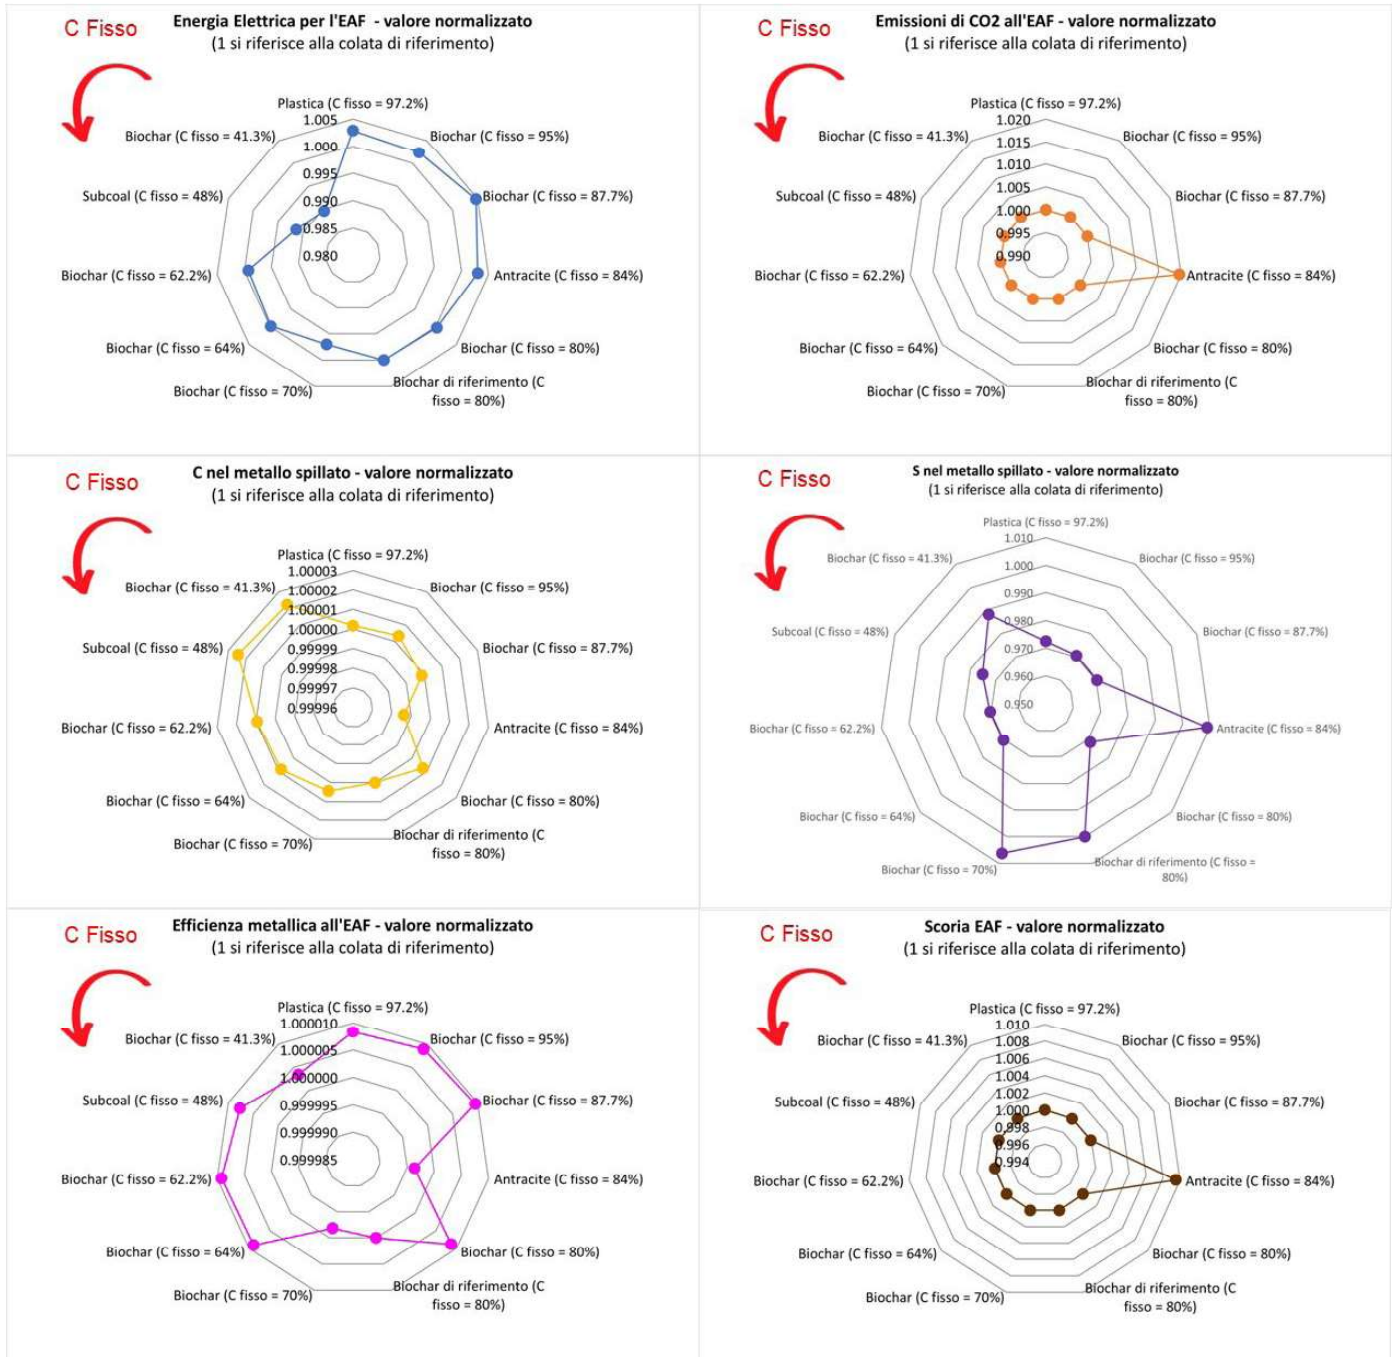 C Fisso
Energia Elettrica per l'EAF - valore normalizzato
(1 si riferisce alla colata di riferimento)
Plastica (C fisso = 97.2%)
Biochar (C fisso = 95%)
Biochar (C fisso = 87.7%)
Antracite (C fisso = 84%)
Biochar (C fisso = 80%)
Biochar di riferimento (C
fisso = 80%)
Biochar (C fisso = 70%)
Biochar (C fisso = 64%)
Biochar (C fisso = 62.2%)
Subcoal (C fisso = 48%)
Biochar (C fisso = 41.3%)
1.005
1.000
0.995
0.990
0.985
0.980
C Fisso
Emissioni di CO2 all'EAF - valore normalizzato
(1 si riferisce alla colata di riferimento)
Plastica (C fisso = 97.2%)
Biochar (C fisso = 95%)
Biochar (C fisso = 87.7%)
Antracite (C fisso = 84%)
Biochar (C fisso = 80%)
Biochar di riferimento (C
fisso = 80%)
Biochar (C fisso = 70%)
Biochar (C fisso = 64%)
Biochar (C fisso = 62.2%)
Subcoal (C fisso = 48%)
Biochar (C fisso = 41.3%)
1.020
1.015
1.010
1.005
1.000
0.995
0.990
C Fisso
C nel metallo spillato - valore normalizzato
(1 si riferisce alla colata di riferimento)
Plastica (C fisso = 97.2%)
Biochar (C fisso = 95%)
Biochar (C fisso = 87.7%)
Antracite (C fisso = 84%)
Biochar (C fisso = 80%)
Biochar di riferimento (C
fisso = 80%)
Biochar (C fisso = 70%)
Biochar (C fisso = 64%)
Biochar (C fisso = 62.2%)
Subcoal (C fisso = 48%)
Biochar (C fisso = 41.3%)
1.00003
1.00002
1.00001
1.00000
0.99999
0.99998
0.99997
0.99996
C Fisso
S nel metallo spillato - valore normalizzato
(1 si riferisce alla colata di riferimento)
Plastica (C fisso = 97.2%)
Biochar (C fisso = 95%)
Biochar (C fisso = 87.7%)
Antracite (C fisso = 84%)
Biochar (C fisso = 80%)
Biochar di riferimento (C fisso =
80%)
Biochar (C fisso = 70%)
Biochar (C fisso = 64%)
Biochar (C fisso = 62.2%)
Subcoal (C fisso = 48%)
Biochar (C fisso = 41.3%)
1.010
1.000
0.990
0.980
0.970
0.960
0.950
C Fisso
Efficienza metallica all'EAF - valore normalizzato
(1 si riferisce alla colata di riferimento)
Plastica (C fisso = 97.2%)
Biochar (C fisso = 95%)
Biochar (C fisso = 87.7%)
Antracite (C fisso = 84%)
Biochar (C fisso = 80%)
Biochar di riferimento (C
fisso = 80%)
Biochar (C fisso = 70%)
Biochar (C fisso = 64%)
Biochar (C fisso = 62.2%)
Subcoal (C fisso = 48%)
Biochar (C fisso = 41.3%)
1.000010
1.000005
1.000000
0.999995
0.999990
0.999985
C Fisso
Scoria EAF - valore normalizzato
(1 si riferisce alla colata di riferimento)
Plastica (C fisso = 97.2%)
Biochar (C fisso = 95%)
Biochar (C fisso = 87.7%)
Antracite (C fisso = 84%)
Biochar (C fisso = 80%)
Biochar di riferimento (C
fisso = 80%)
Biochar (C fisso = 70%)
Biochar (C fisso = 64%)
Biochar (C fisso = 62.2%)
Subcoal (C fisso = 48%)
Biochar (C fisso = 41.3%)
1.010
1.008
1.006
1.004
1.002
1.000
0.998
0.996
0.994